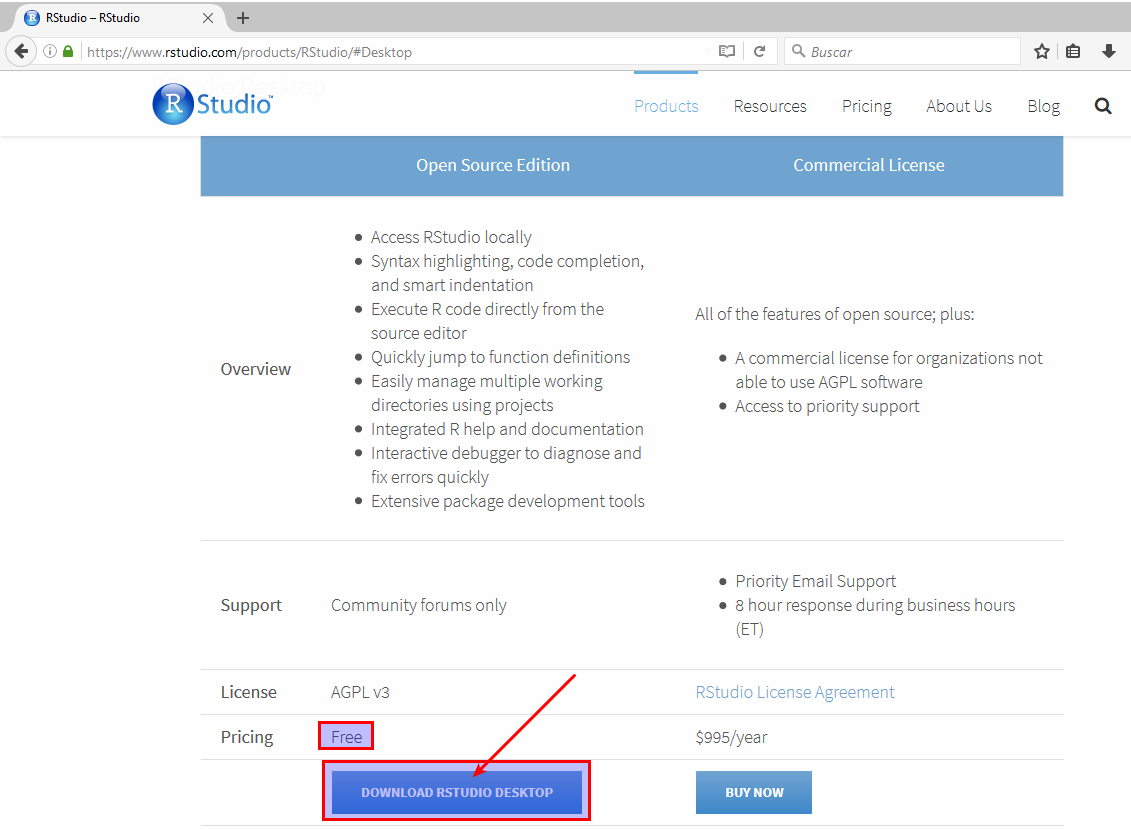 RStudio – RStudio
https://www.rstudio.com/products/RStudio/#Desktop
Buscar
R Studio™
Products
Resources
Pricing
About Us
Blog
Open Source Edition
Commercial License
Overview
Access RStudio locally
Syntax highlighting, code completion,
and smart indentation
Execute R code directly from the
source editor
Quickly jump to function definitions
Easily manage multiple working
directories using projects
Integrated R help and documentation
Interactive debugger to diagnose and
fix errors quickly
Extensive package development tools
All of the features of open source; plus:
A commercial license for organizations not
able to use AGPL software
Access to priority support
Support
Community forums only
Priority Email Support
8 hour response during business hours
(ET)
License
AGPL v3
RStudio License Agreement
Pricing
Free
$995/year
DOWNLOAD RSTUDIO DESKTOP
BUY NOW